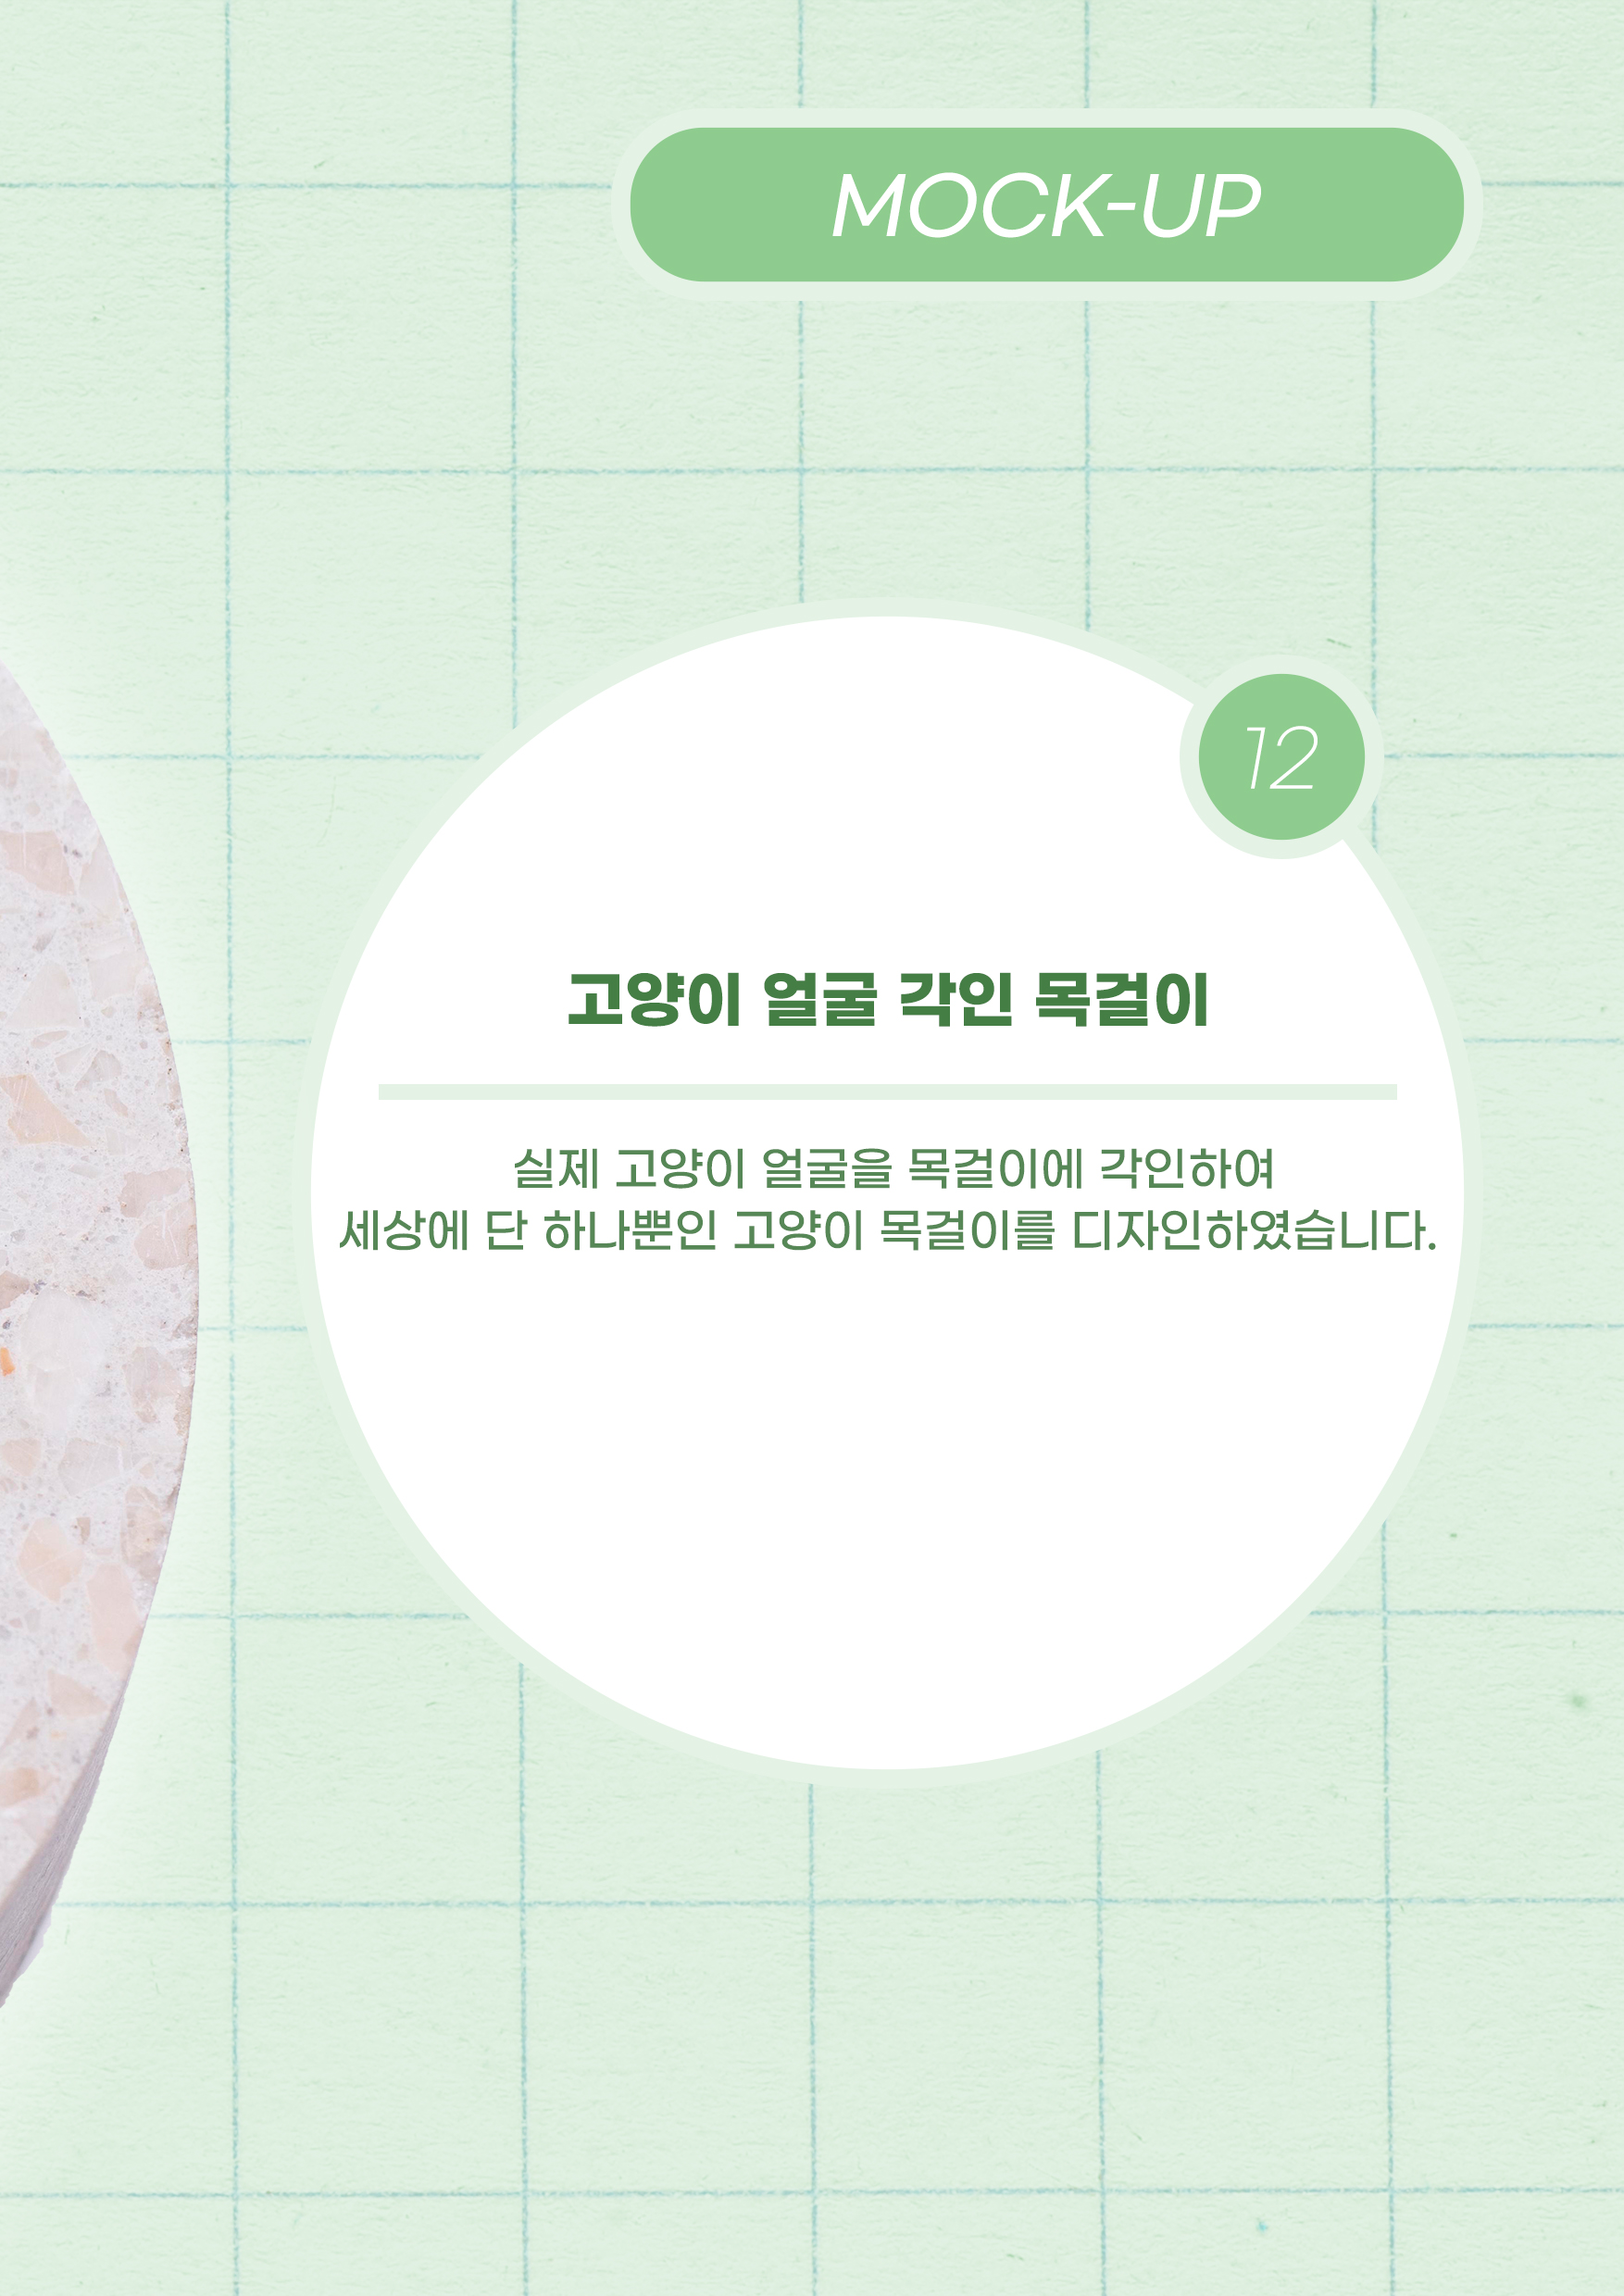 MOCK-UP
12
고양이 얼굴 각인 목걸이
실제 고양이 얼굴을 목걸이에 각인하여
세상에 단 하나뿐인 고양이 목걸이를 디자인하였습니다.